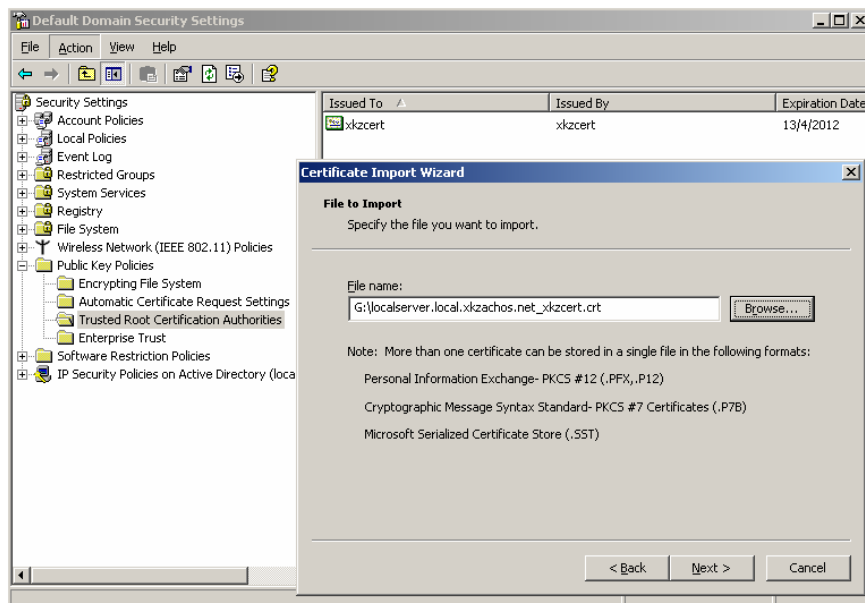 Default Domain Security Settings
File Action View Help
Security Settings
Account Policies
Local Policies
Event Log
Restricted Groups
System Services
Registry
File System
Wireless Network (IEEE 802.11) Policies
Public Key Policies
Encrypting File System
Automatic Certificate Request Settings
Trusted Root Certification Authorities
Enterprise Trust
Software Restriction Policies
IP Security Policies on Active Directory (loca
Issued To Issued By Expiration Date
xkzcert xkzcert 13/4/2012
Certificate Import Wizard
File to Import
Specify the file you want to import.
File name:
G:\localserver.local.xkzachos.net_xkzcert.crt Browse...
Note: More than one certificate can be stored in a single file in the following formats:
Personal Information Exchange- PKCS #12 (.PFX,.P12)
Cryptographic Message Syntax Standard- PKCS #7 Certificates (.P7B)
Microsoft Serialized Certificate Store (.SST)
< Back Next > Cancel